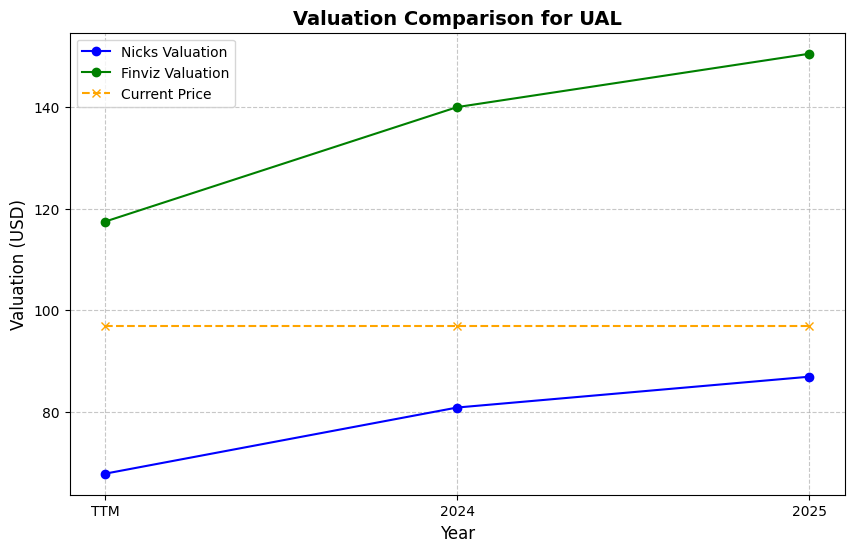 Valuation Comparison for UAL
Nicks Valuation
Finviz Valuation
Current Price
Valuation (USD)
140
120
100
80
TTM
2024
2025
Year